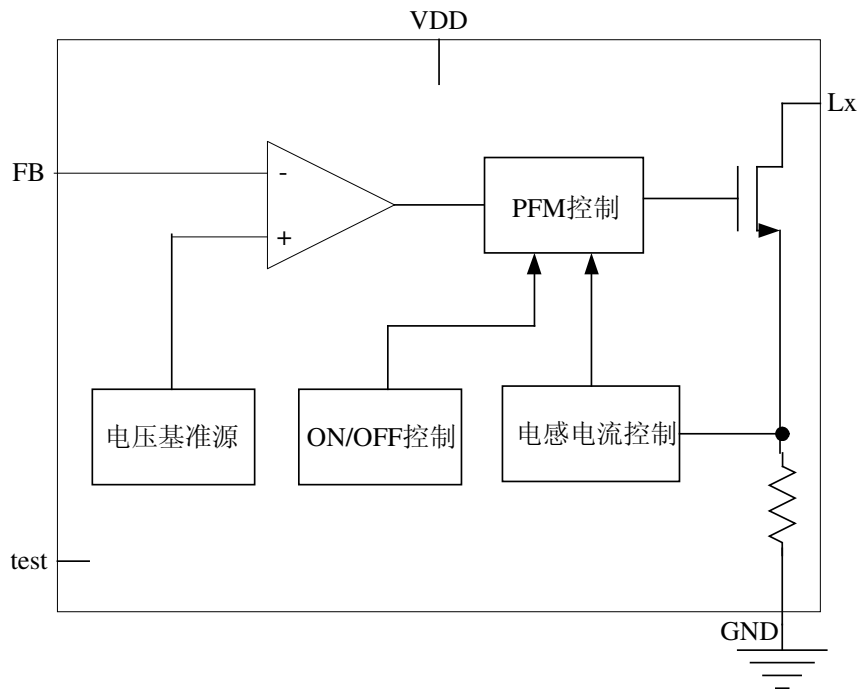 VDD
Lx
FB
-
PFM控制
+
电压基准源
ON/OFF控制
电感电流控制
test
GND